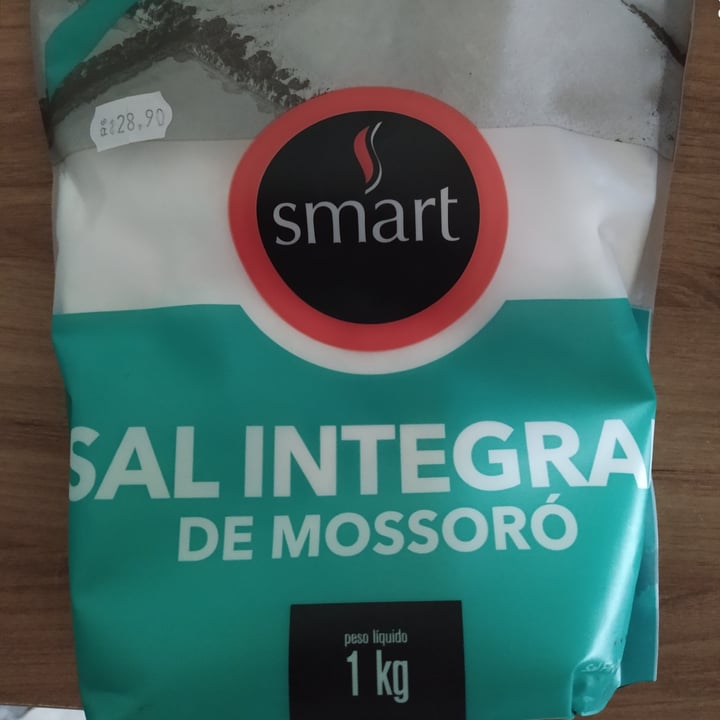 R$ 28,90
smart
SAL INTEGRA
DE MOSSORÓ
peso líquido
1 kg